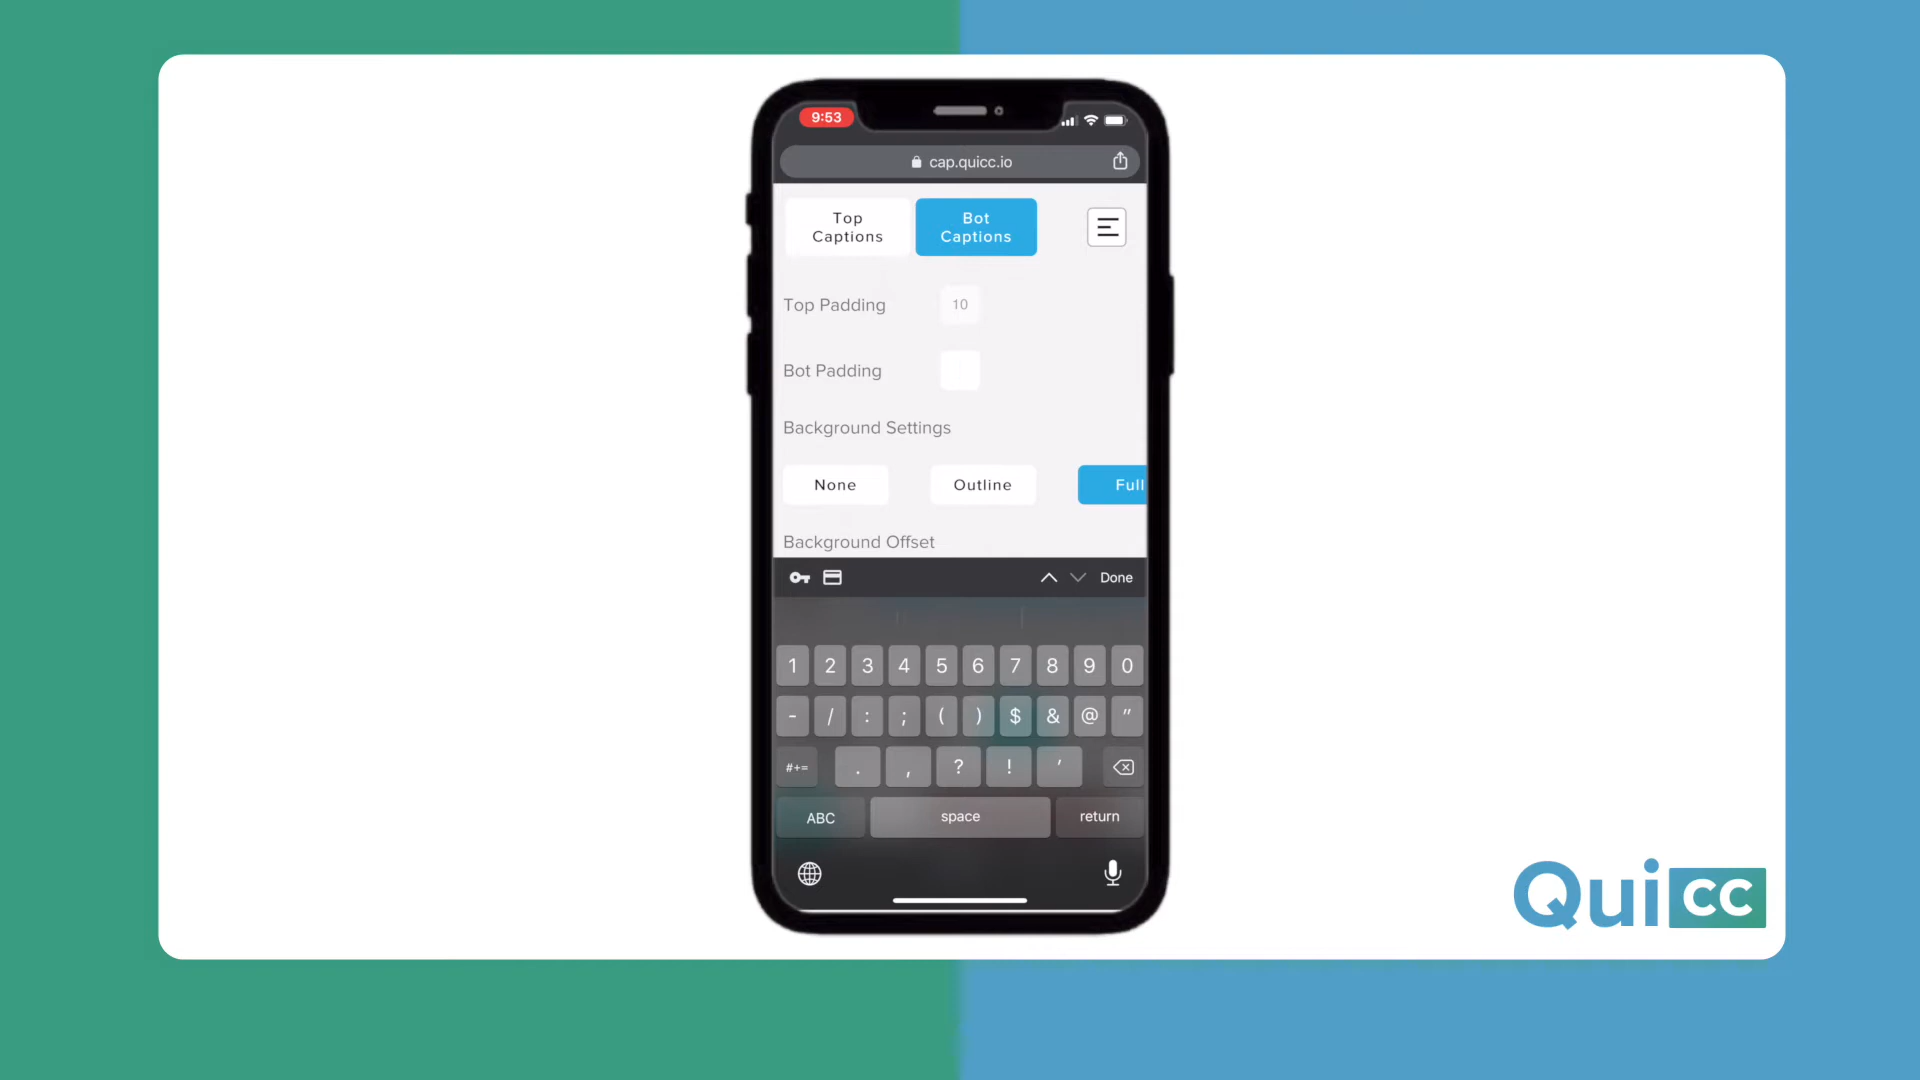 9:53
cap.quicc.io
Top
Captions
Bot
Captions
Top Padding 10
Bot Padding
Background Settings
None Outline Full
Background Offset
Done
1 2 3 4 5 6 7 8 9 0
- / : ; ( ) $ & @ "
#+= . , ? ! '
ABC space return
Quicc